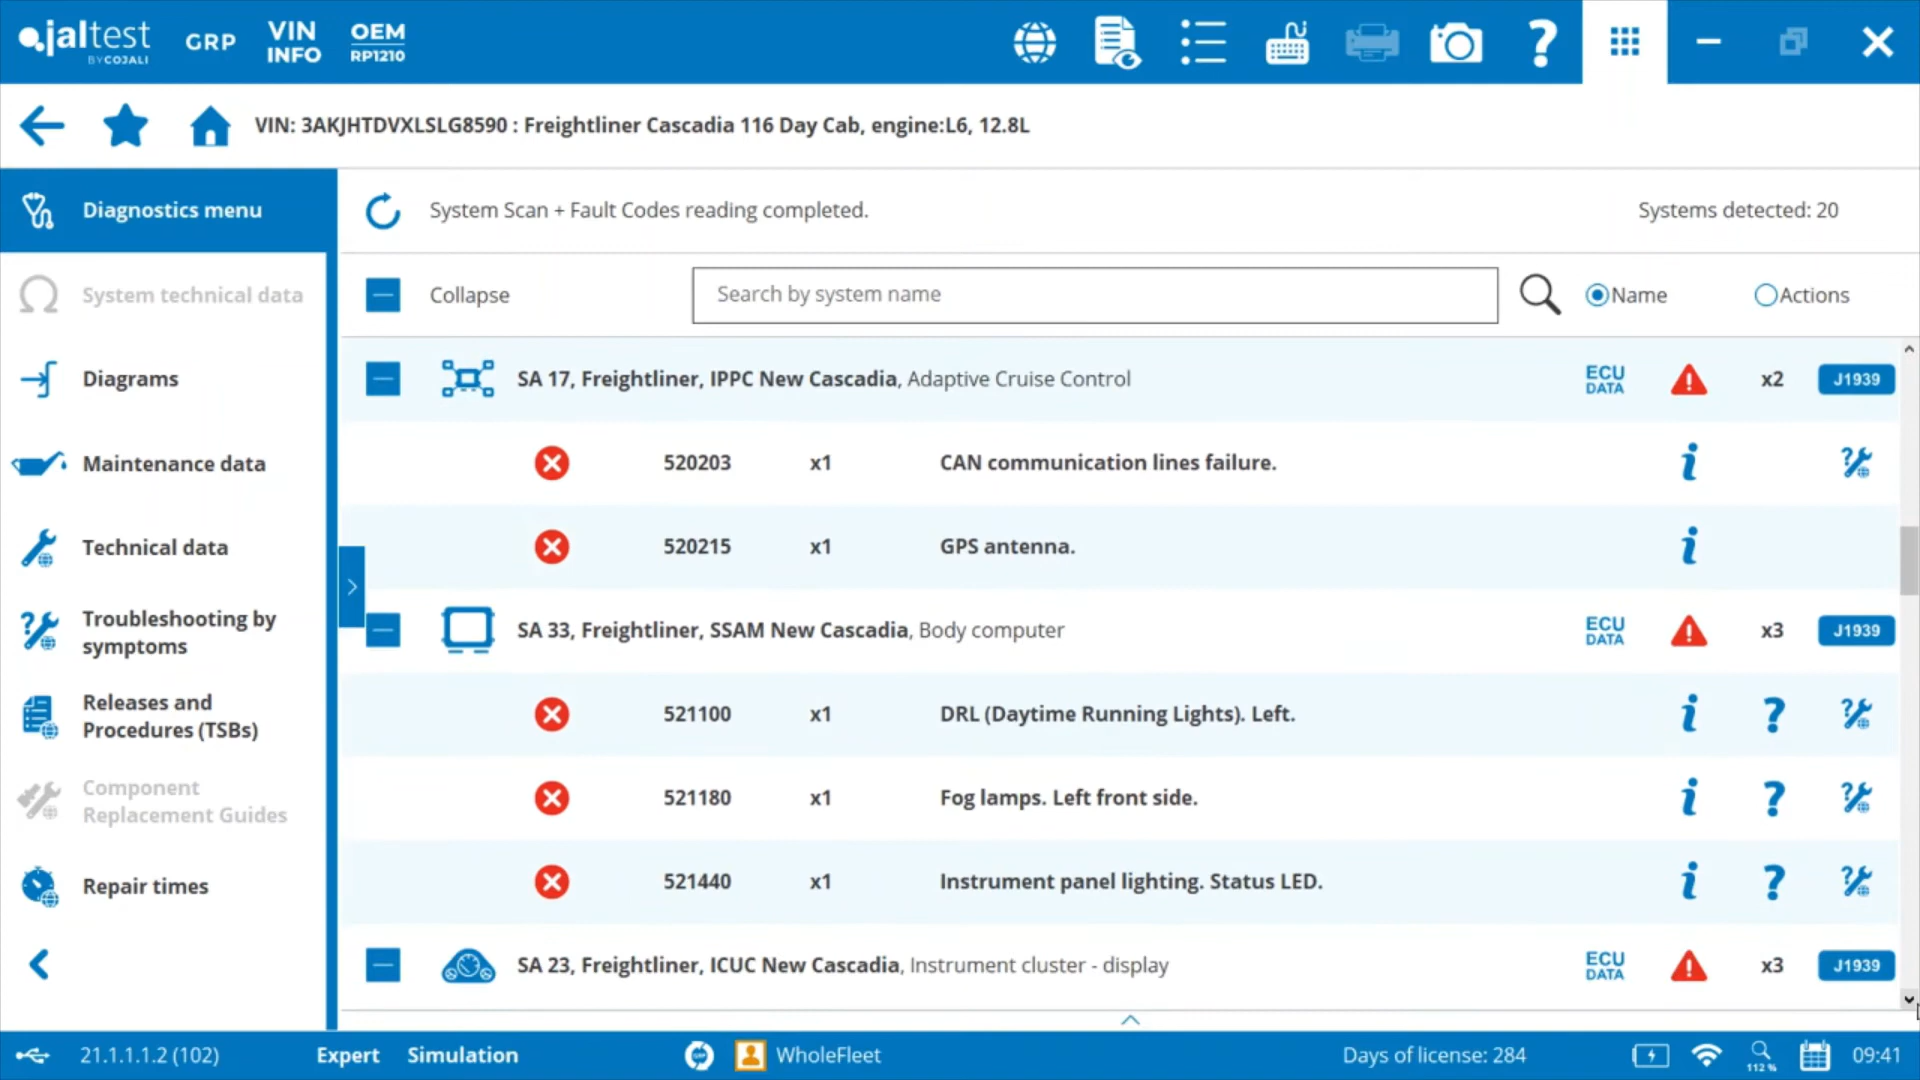 jaltest
BY COJALI
GRP
VIN
INFO
OEM
RP1210
VIN: 3AKJHTDVXLSLG8590 : Freightliner Cascadia 116 Day Cab, engine:L6, 12.8L
Diagnostics menu
System Scan + Fault Codes reading completed.
Systems detected: 20
System technical data
Collapse
Search by system name
Name
Actions
Diagrams
SA 17, Freightliner, IPPC New Cascadia, Adaptive Cruise Control
ECU
DATA
x2
J1939
Maintenance data
520203 x1 CAN communication lines failure.
Technical data
520215 x1 GPS antenna.
Troubleshooting by
symptoms
SA 33, Freightliner, SSAM New Cascadia, Body computer
ECU
DATA
x3
J1939
Releases and
Procedures (TSBs)
521100 x1 DRL (Daytime Running Lights). Left.
Component
Replacement Guides
521180 x1 Fog lamps. Left front side.
Repair times
521440 x1 Instrument panel lighting. Status LED.
SA 23, Freightliner, ICUC New Cascadia, Instrument cluster - display
ECU
DATA
x3
J1939
21.1.1.1.2 (102)
Expert
Simulation
WholeFleet
Days of license: 284
112 %
09:41